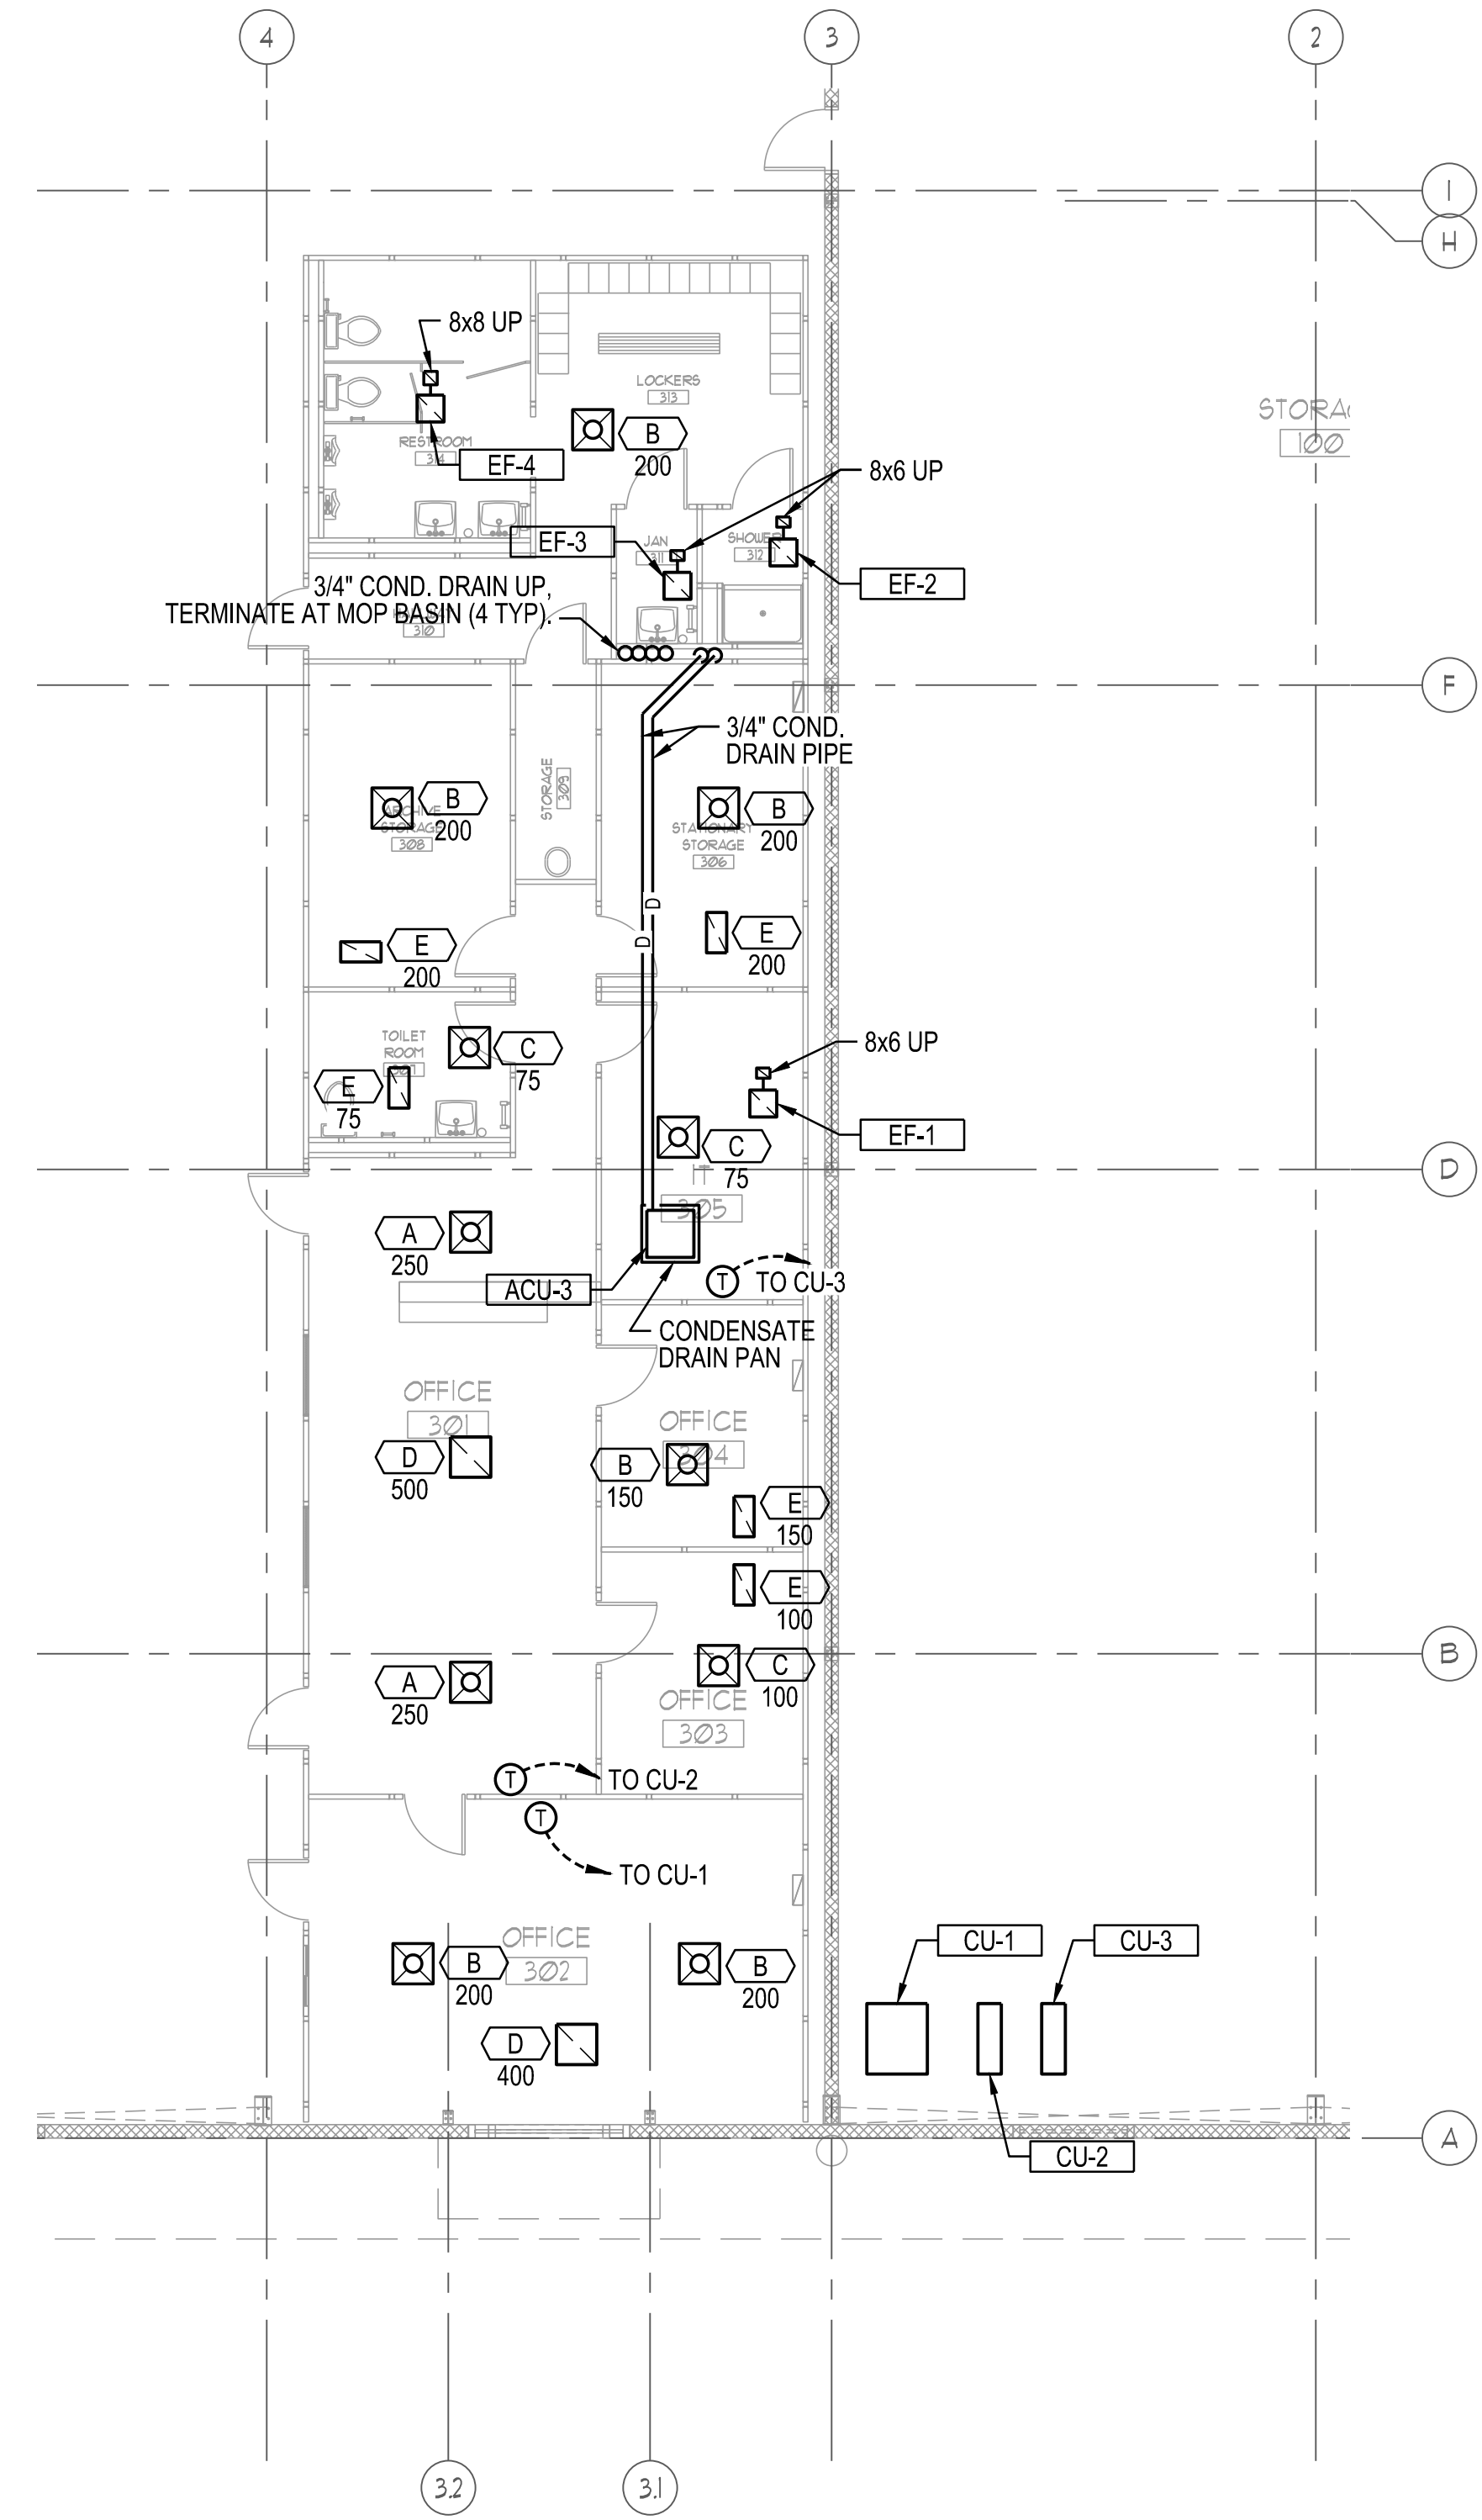 4
3
2
I
H
8x8 UP
LOCKERS
313
STORA
100
RESTROOM
B
200
EF-4
8x6 UP
EF-3
JAN
311
SHOWER
312
EF-2
3/4" COND. DRAIN UP,
TERMINATE AT MOP BASIN (4 TYP).
310
F
3/4" COND.
DRAIN PIPE
STORAGE
309
B
200
ARCHIVE
STORAGE
308
B
200
STATIONARY
STORAGE
306
D
D
E
200
E
200
TOILET
ROOM
C
75
8x6 UP
E
75
EF-1
C
75
IT
305
D
A
250
ACU-3
T
TO CU-3
CONDENSATE
DRAIN PAN
OFFICE
301
OFFICE
304
D
500
B
150
E
150
E
100
B
A
250
C
100
OFFICE
303
T
TO CU-2
T
TO CU-1
OFFICE
302
B
200
B
200
CU-1
CU-3
D
400
CU-2
A
3.2
3.1